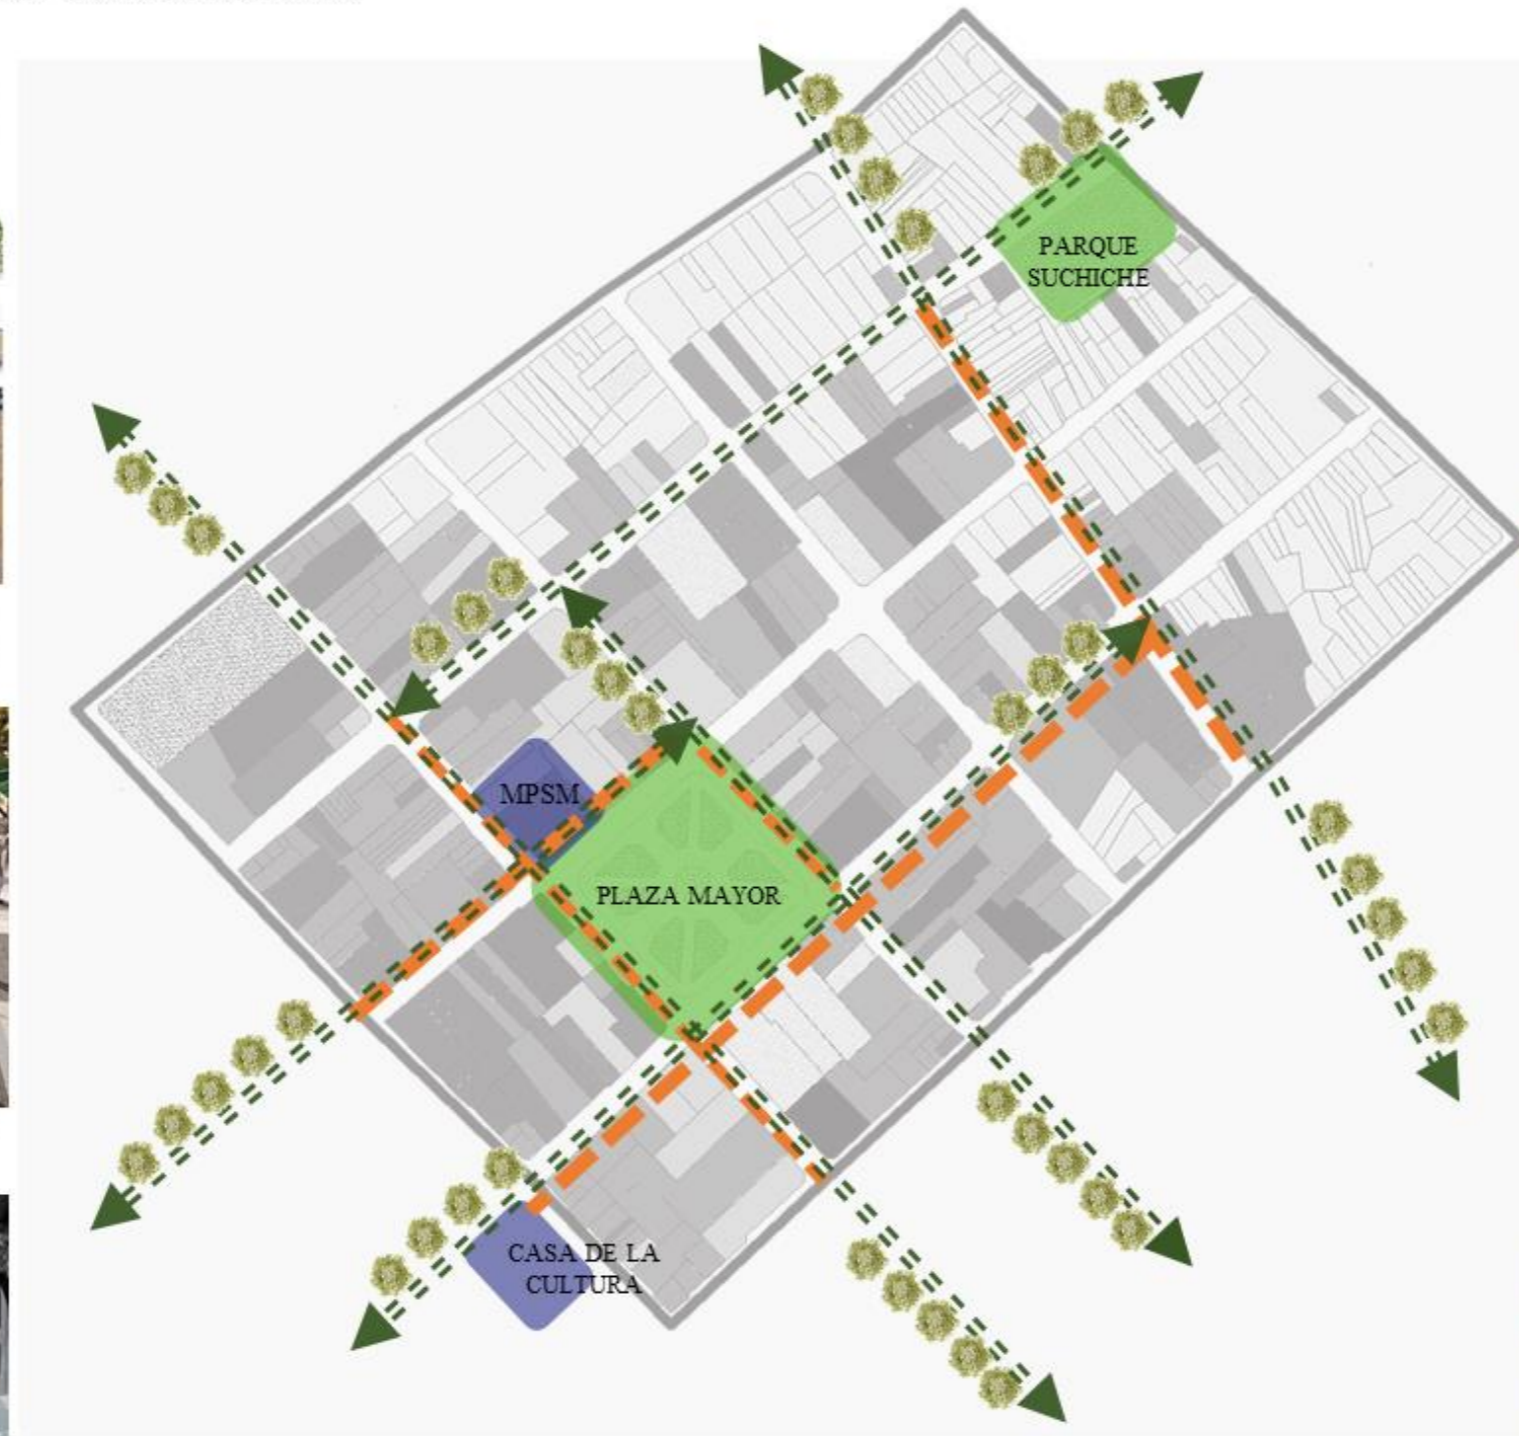 PARQUE
SUCHICHE
MPSM
PLAZA MAYOR
CASA DE LA
CULTURA